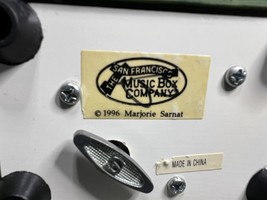 SAN FRANCISCO
THE
MUSIC BOX
COMPANY
© 1996 Marjorie Sarnat
MADE IN CHINA